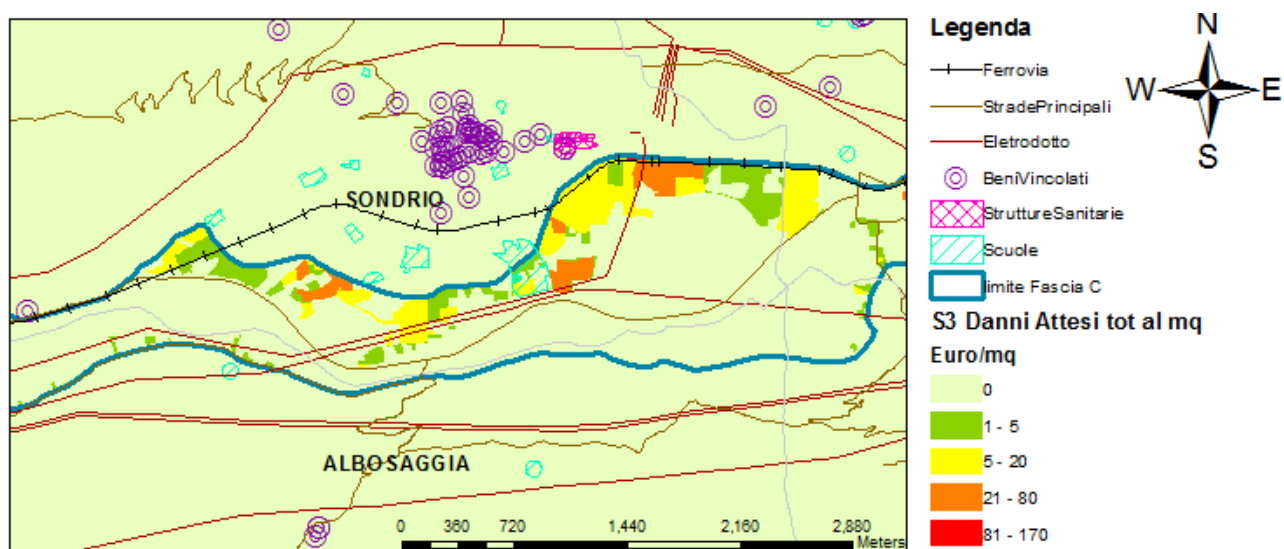 SONDRIO
ALBOSAGGIA
0 360 720 1,440 2,160 2,880
Meters
Legenda
Ferrovia
StradePrincipali
Eletrodotto
BeniVincolati
StruttureSanitarie
Scuole
limite Fascia C
S3 Danni Attesi tot al mq
Euro/mq
0
1 - 5
5 - 20
21 - 80
81 - 170
N
W E
S